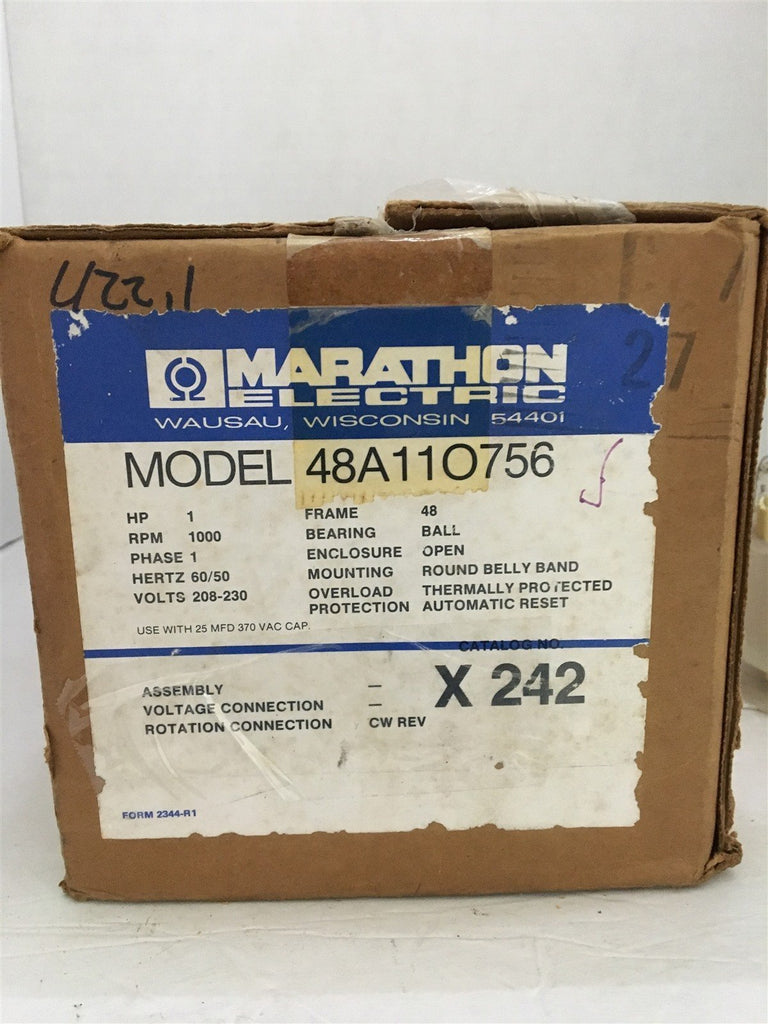 422.1
27
MARATHON
ELECTRIC
WAUSAU, WISCONSIN 54401
MODEL 48A11O756
HP 1 FRAME 48
RPM 1000 BEARING BALL
PHASE 1 ENCLOSURE OPEN
HERTZ 60/50 MOUNTING ROUND BELLY BAND
VOLTS 208-230 OVERLOAD THERMALLY PROTECTED
PROTECTION AUTOMATIC RESET
USE WITH 25 MFD 370 VAC CAP.
CATALOG NO.
X 242
ASSEMBLY —
VOLTAGE CONNECTION —
ROTATION CONNECTION CW REV
FORM 2344-R1